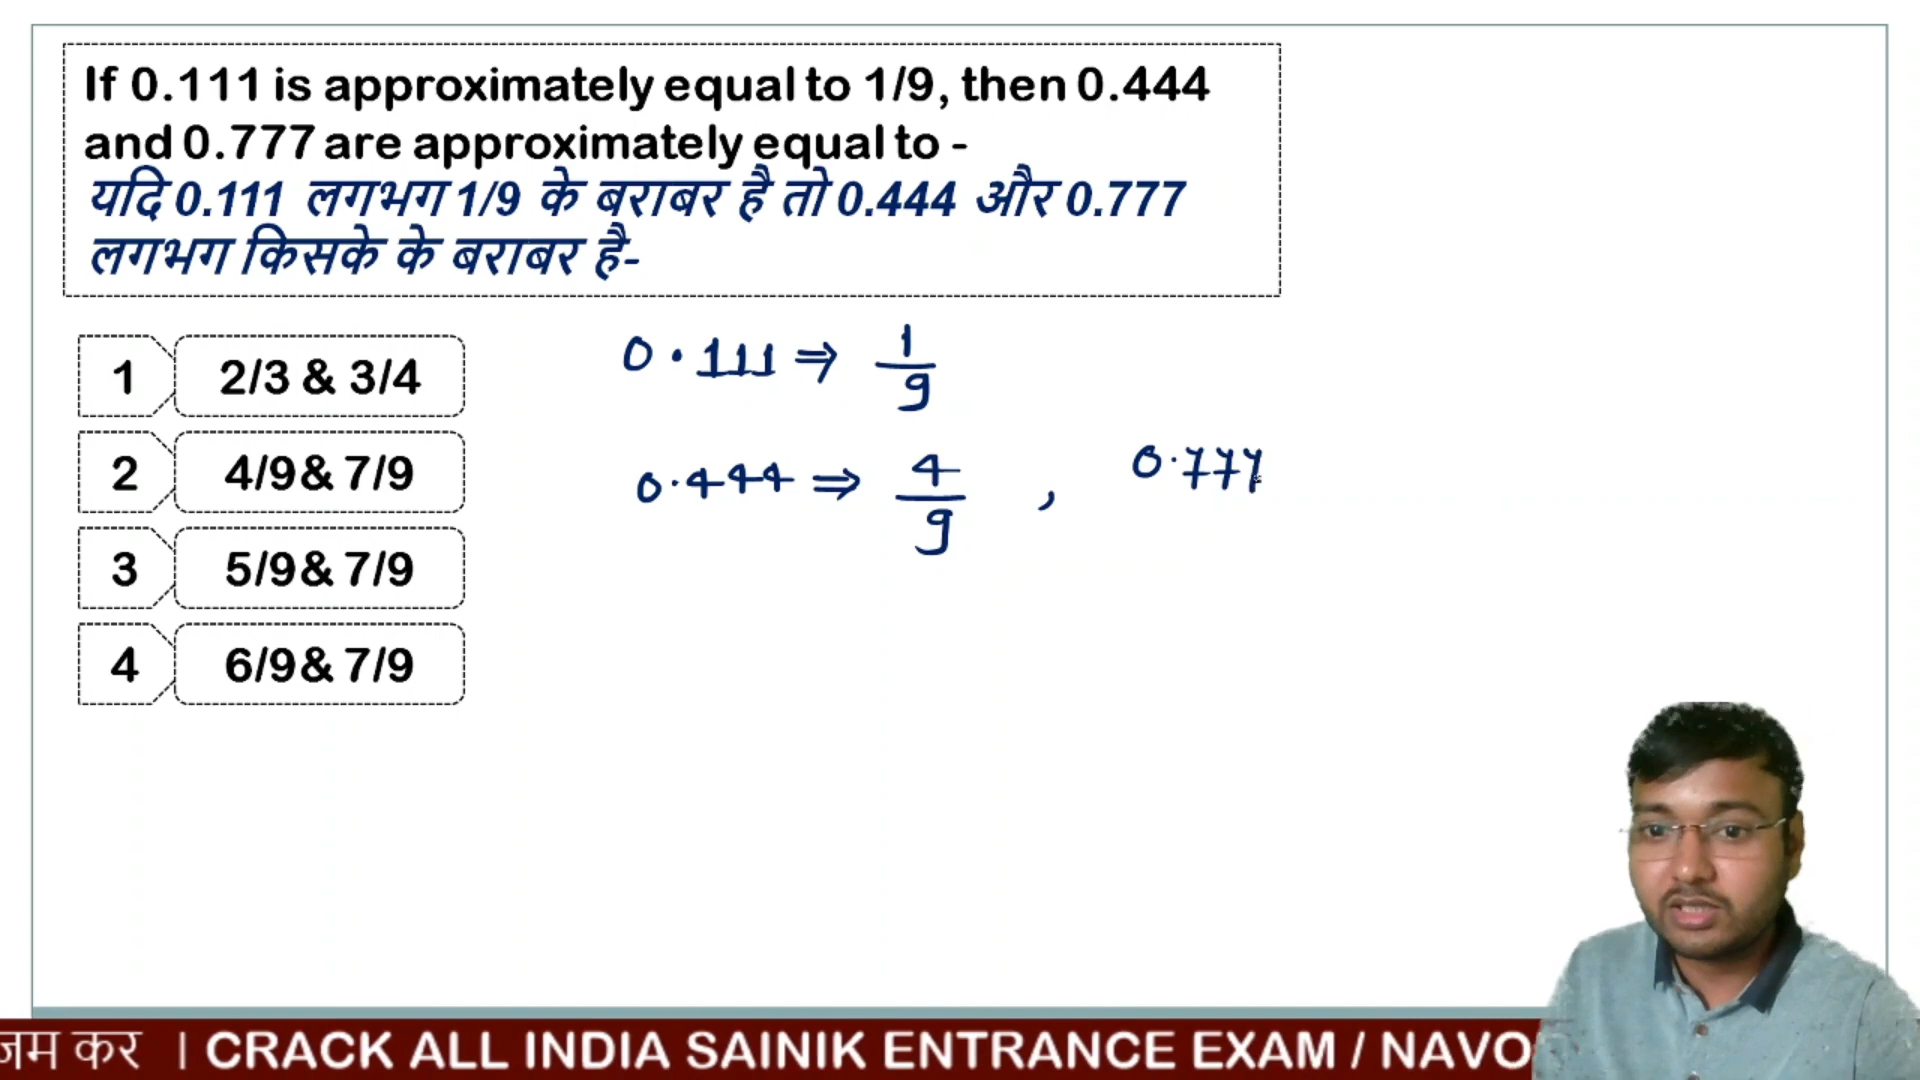 If 0.111 is approximately equal to 1/9, then 0.444
and 0.777 are approximately equal to -
यदि 0.111 लगभग 1/9 के बराबर है तो 0.444 और 0.777
लगभग किसके के बराबर है-
1 2/3 & 3/4
2 4/9& 7/9
3 5/9& 7/9
4 6/9& 7/9
0.111 ⇒ 1/9
0.444 ⇒ 4/9 , 0.777
जम कर | CRACK ALL INDIA SAINIK ENTRANCE EXAM / NAVO